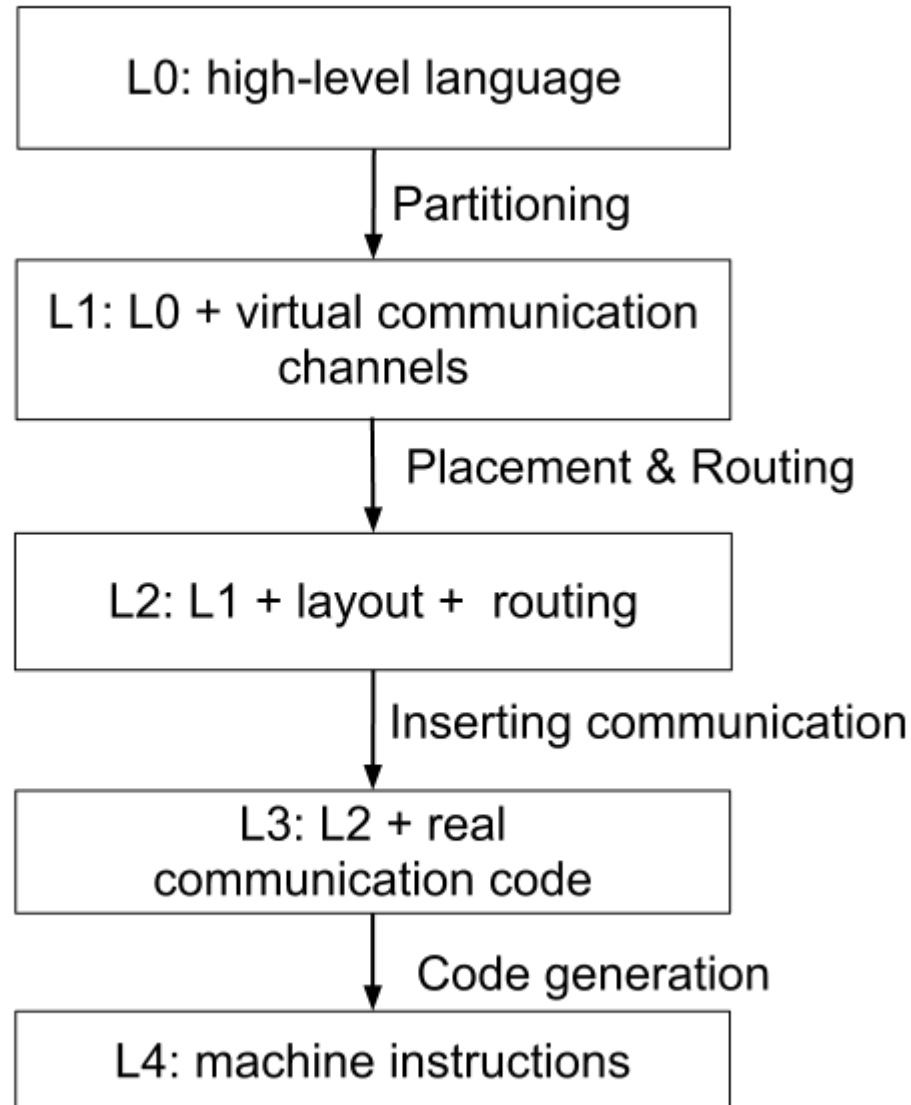 L0: high-level language
Partitioning
L1: L0 + virtual communication
channels
Placement & Routing
L2: L1 + layout + routing
Inserting communication
L3: L2 + real
communication code
Code generation
L4: machine instructions